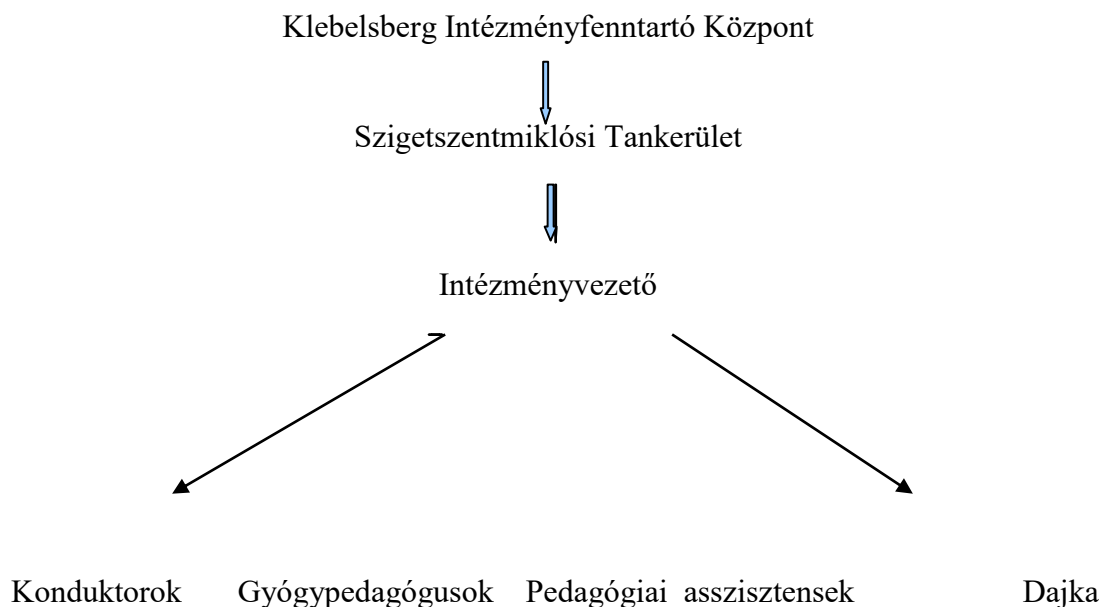 Klebelsberg Intézményfenntartó Központ
Szigetszentmiklósi Tankerület
Intézményvezető
Konduktorok Gyógypedagógusok Pedagógiai asszisztensek Dajka